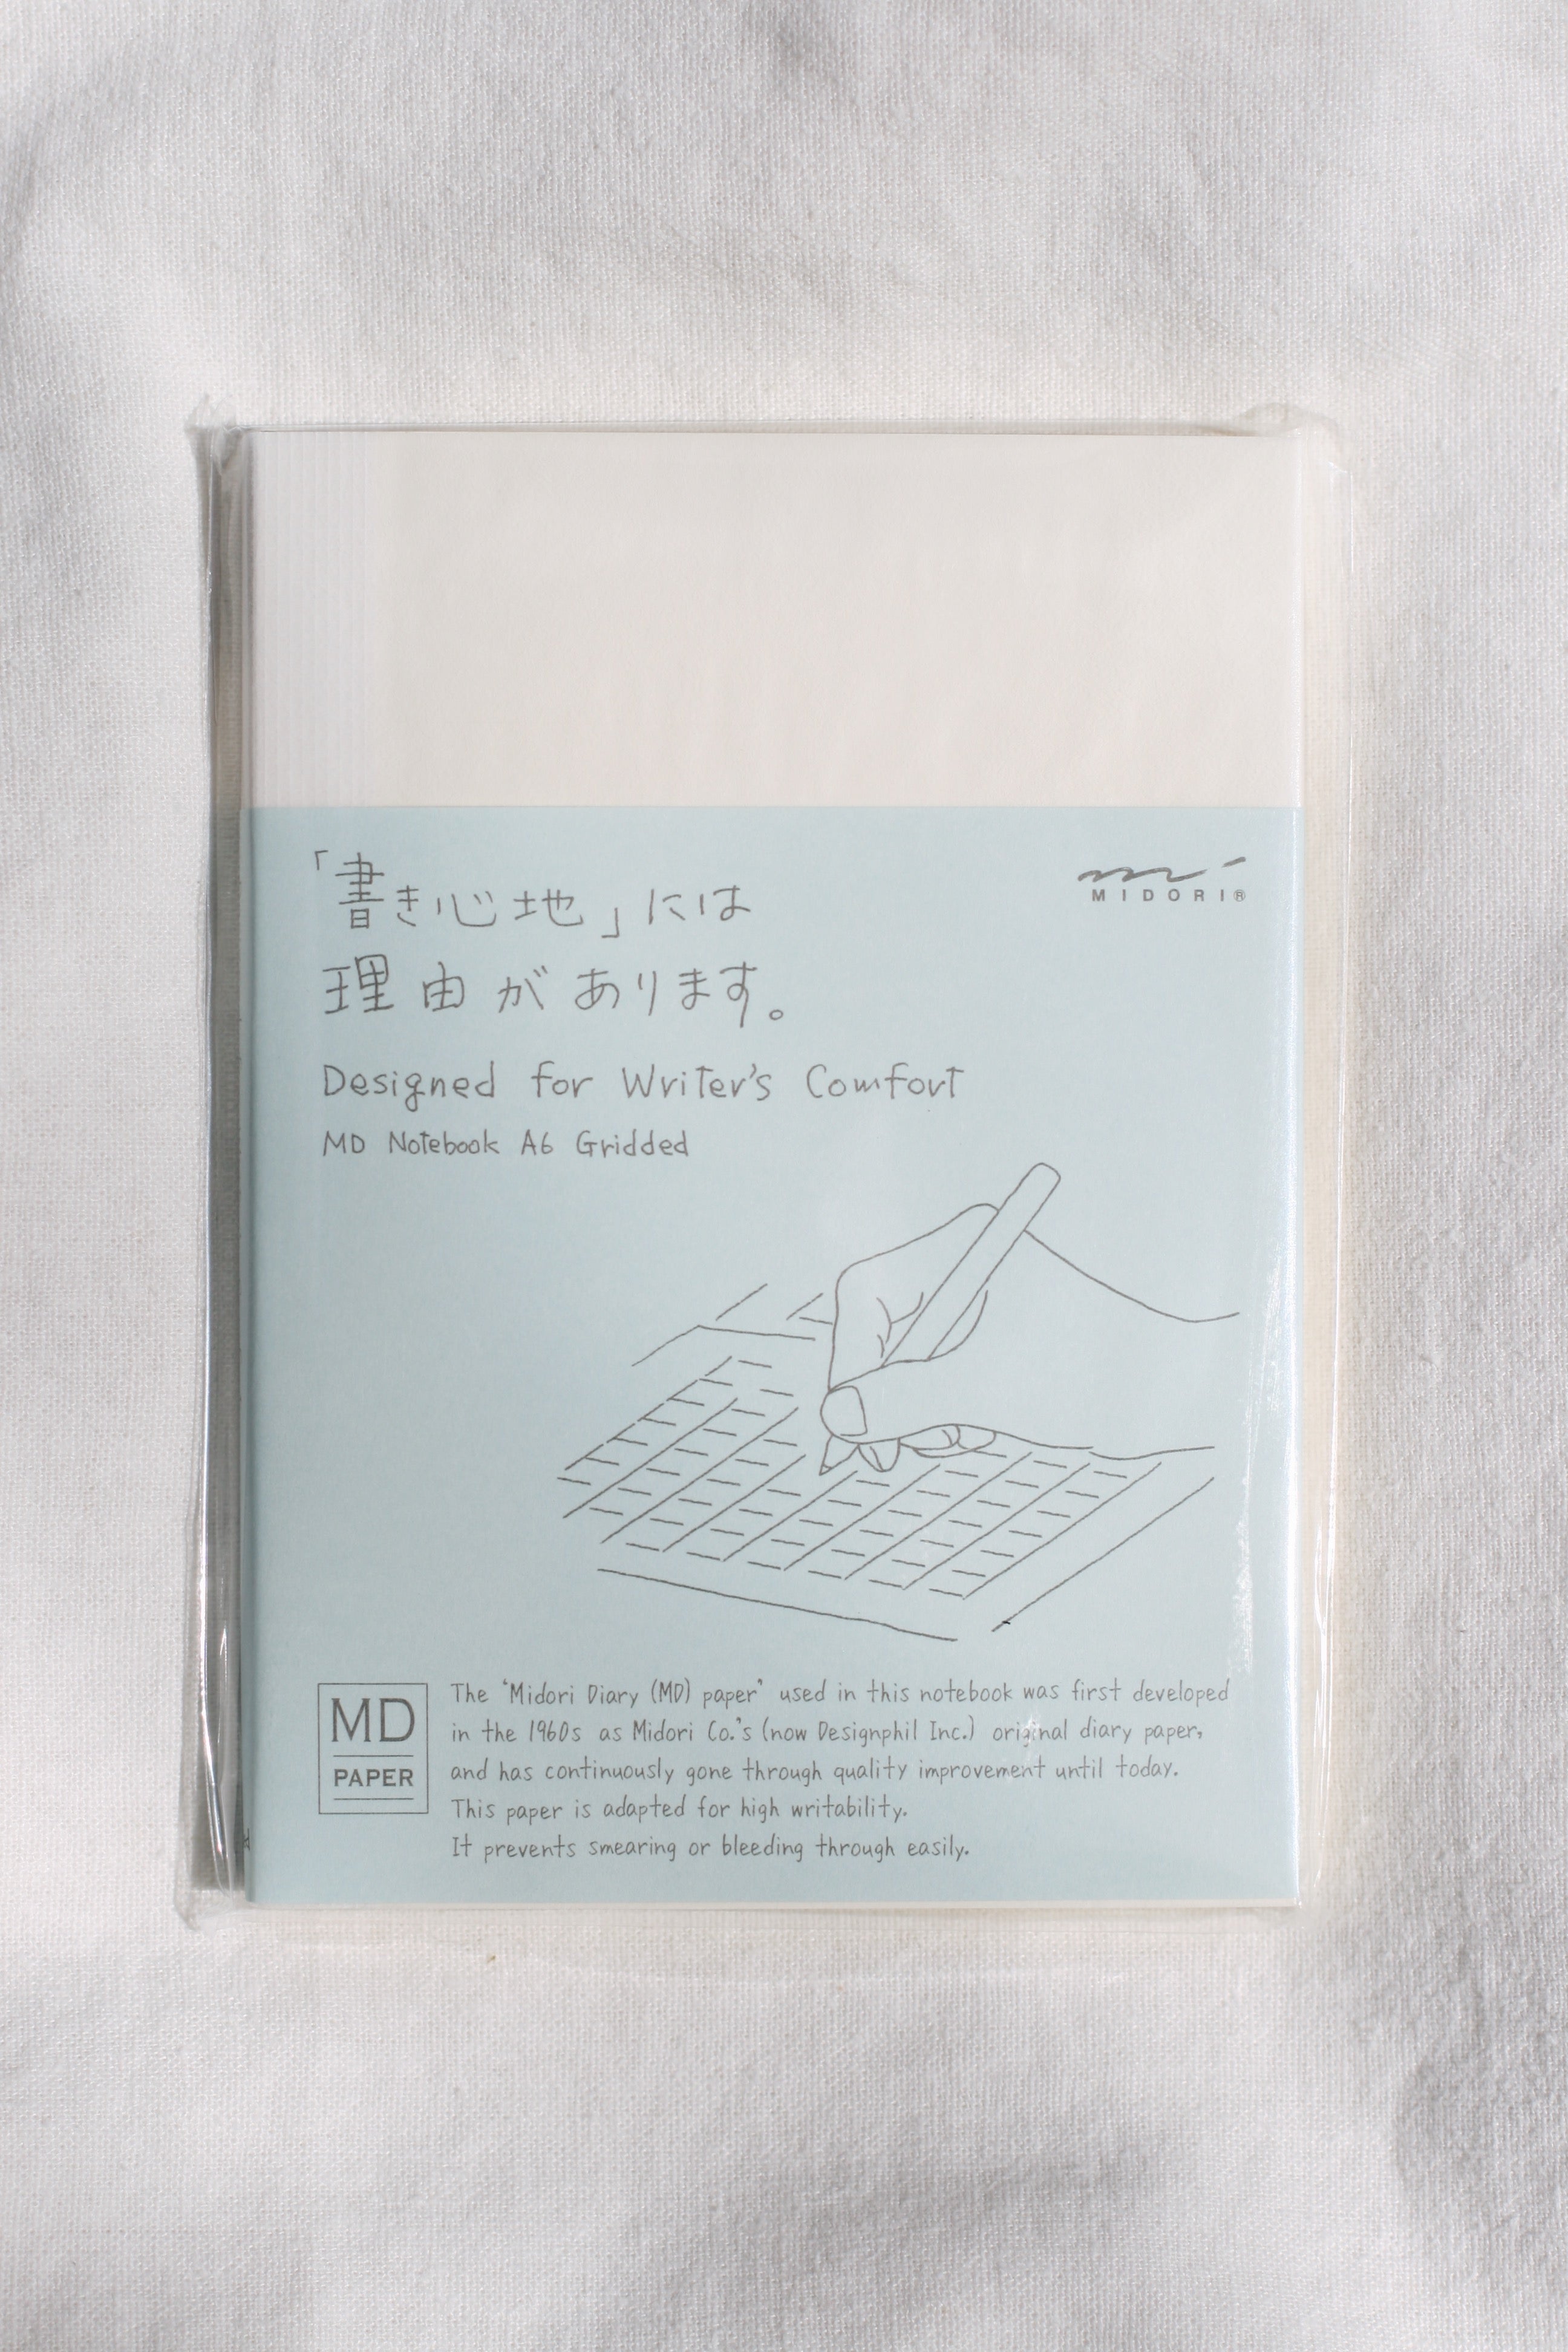 「書き心地」には
理由があります。
MIDORI®
Designed for Writer's Comfort
MD Notebook A6 Gridded
MD
PAPER
The 'Midori Diary (MD) paper' used in this notebook was first developed
in the 1960s as Midori Co.'s (now Designphil Inc.) original diary paper,
and has continuously gone through quality improvement until today.
This paper is adapted for high writability.
It prevents smearing or bleeding through easily.